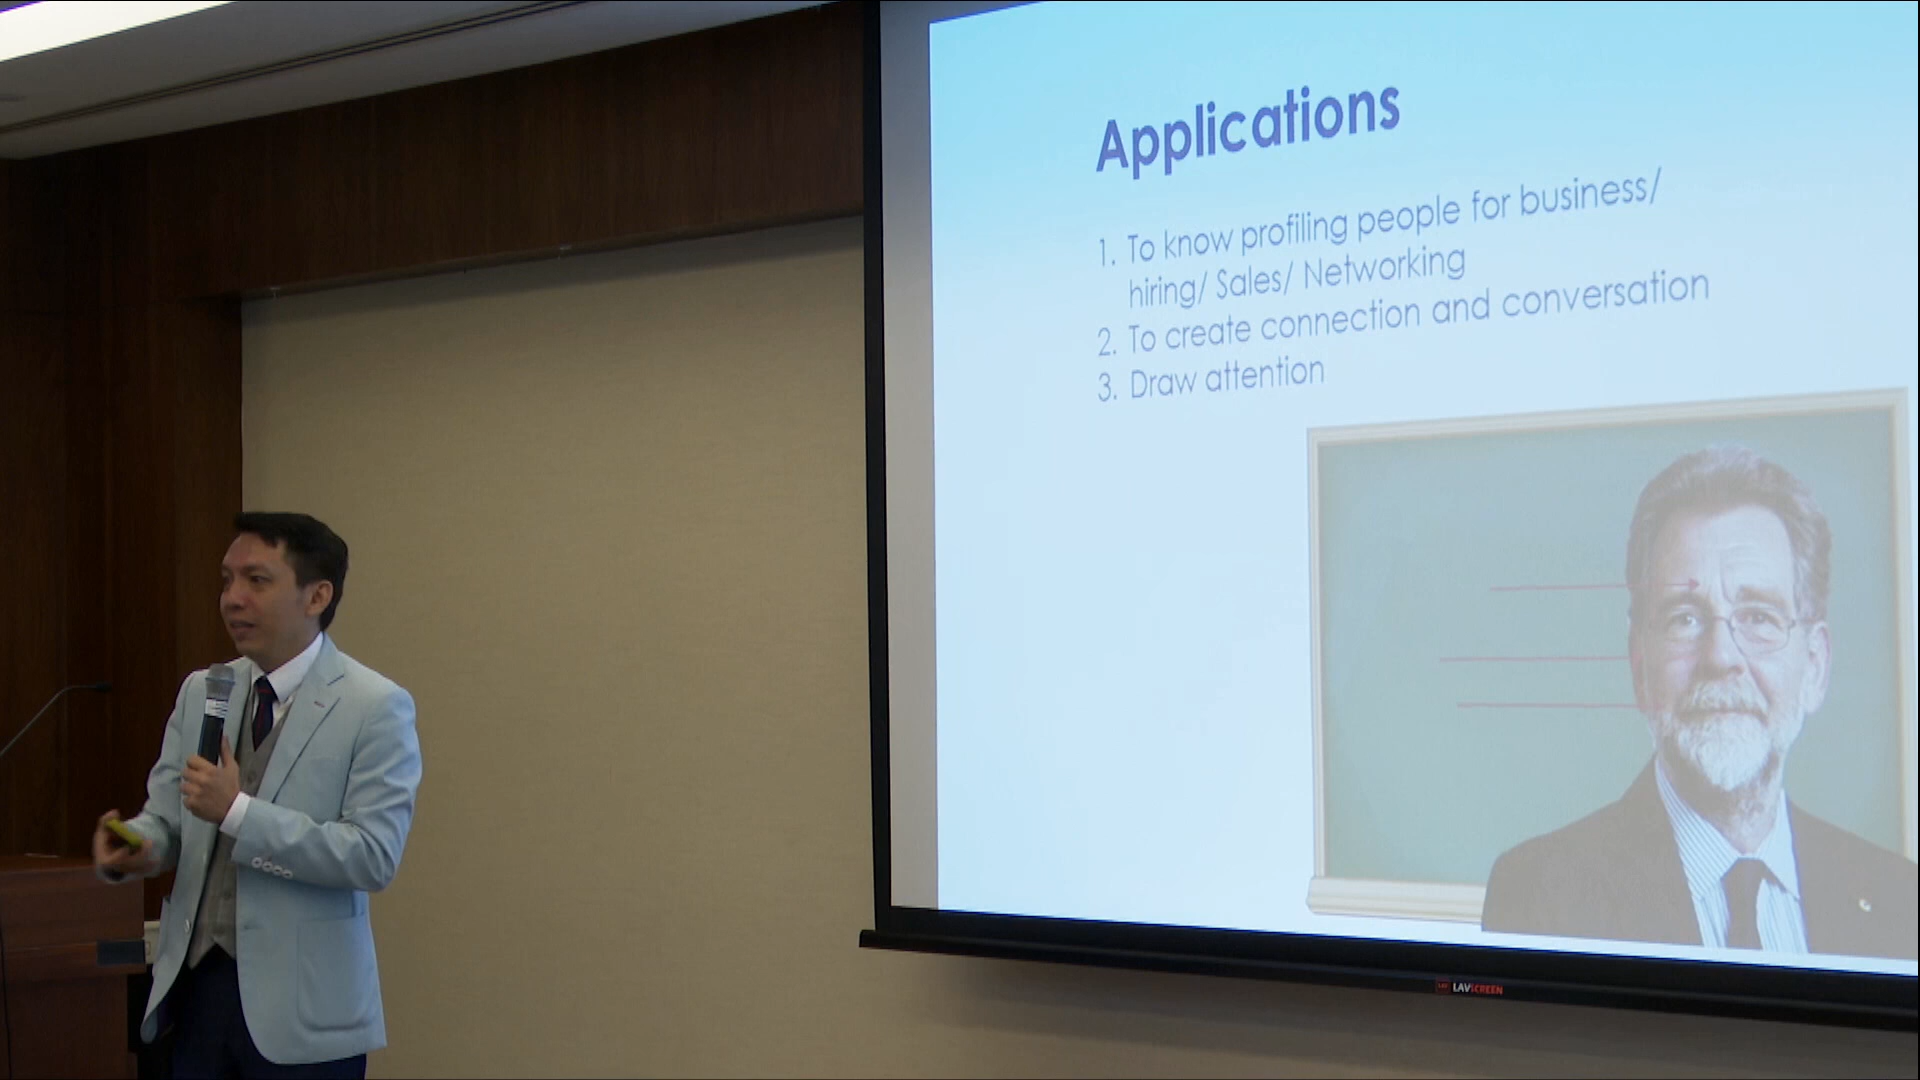 Applications
1. To know profiling people for business/
hiring/ Sales/ Networking
2. To create connection and conversation
3. Draw attention
LAVSCREEN